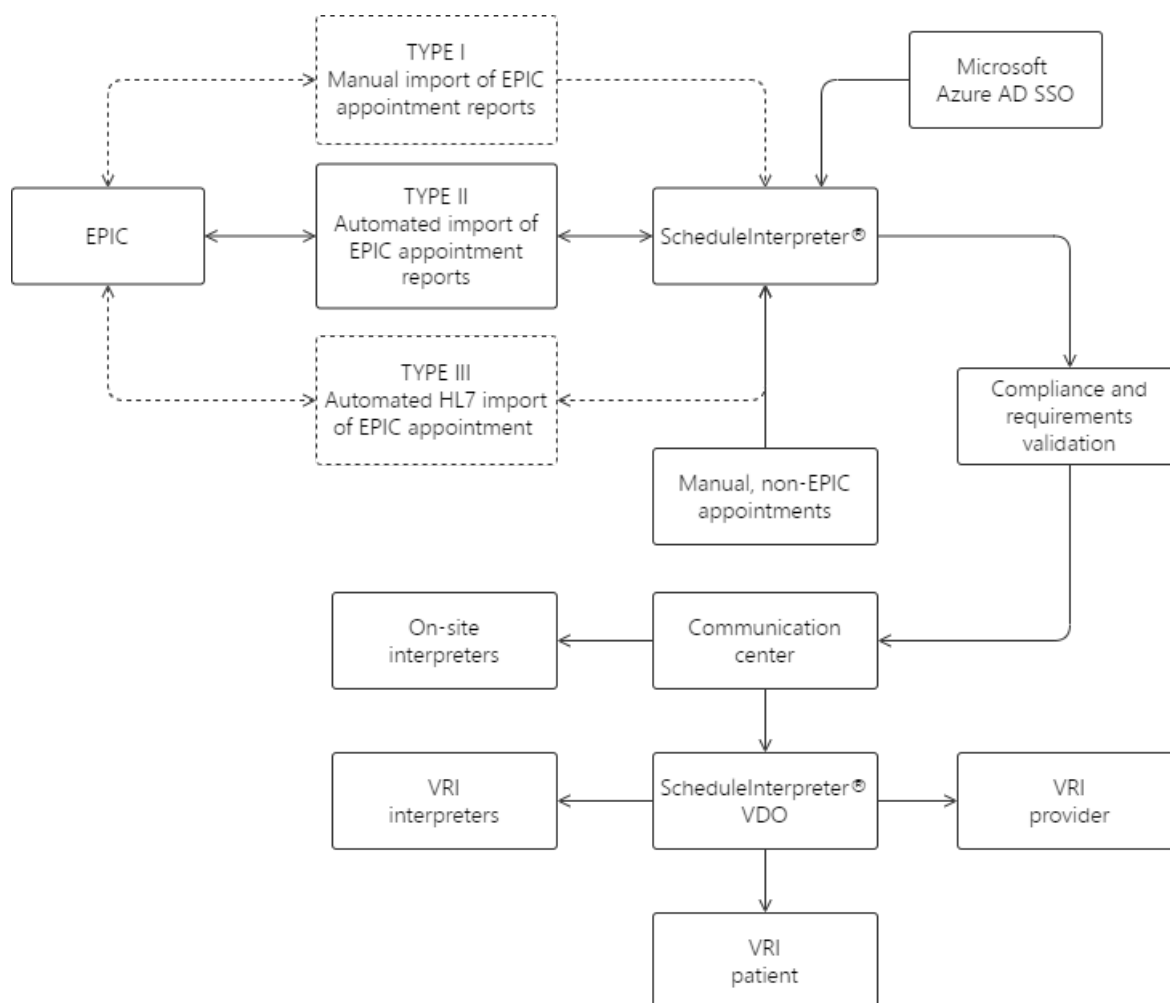 TYPE I
Manual import of EPIC
appointment reports
Microsoft
Azure AD SSO
EPIC
TYPE II
Automated import of
EPIC appointment
reports
ScheduleInterpreter®
TYPE III
Automated HL7 import
of EPIC appointment
Compliance and
requirements
validation
Manual, non-EPIC
appointments
On-site
interpreters
Communication
center
VRI
interpreters
ScheduleInterpreter®
VDO
VRI
provider
VRI
patient